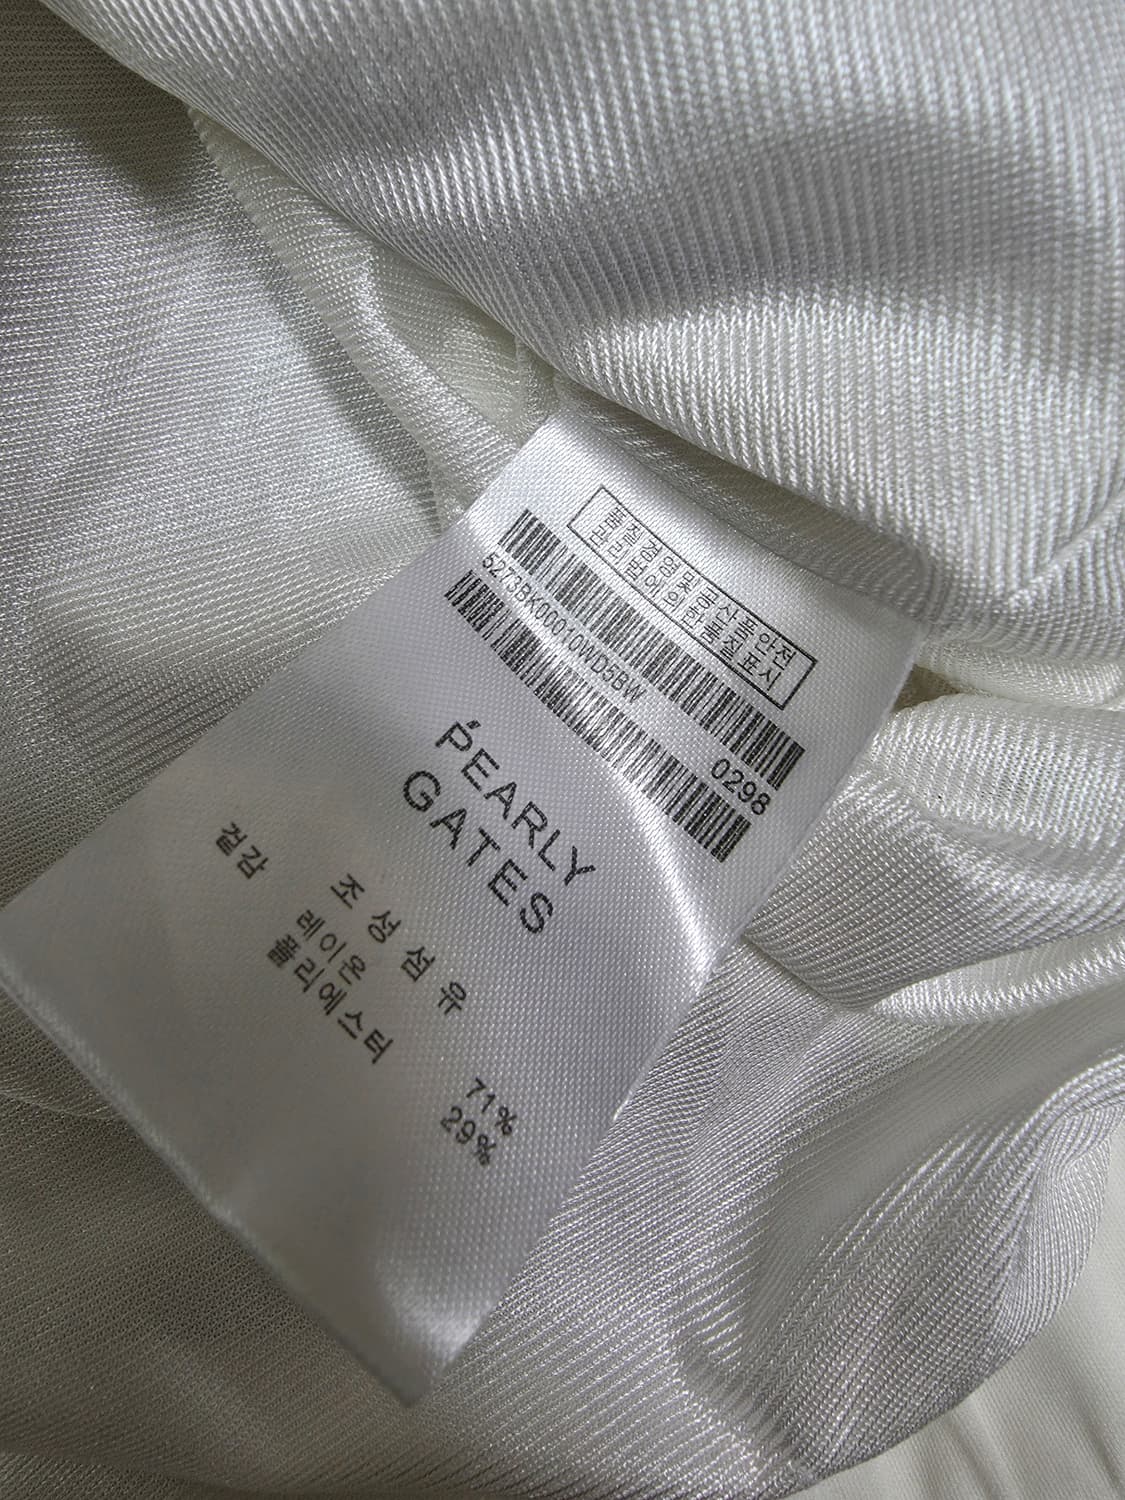 품질경영 및 공산품안전
관리법에 의한 품질표시
5273BK00010WD5BW 0298
PEARLY
GATES
조성섬유
겉감 레이온 71%
폴리에스터 29%